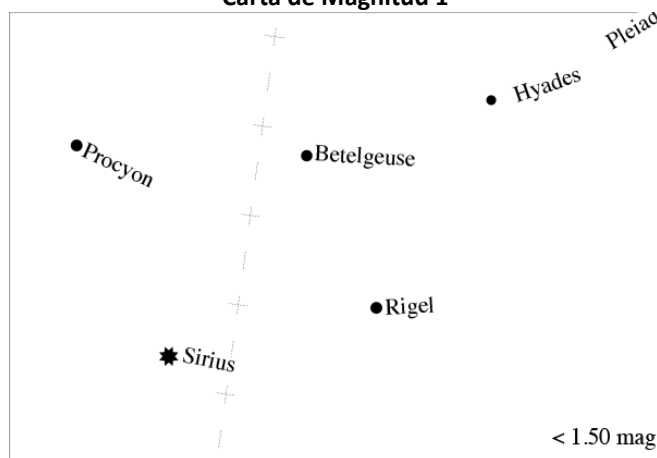 Carta de Magnitud 1
Hyades
Procyon
Betelgeuse
Rigel
Sirius
< 1.50 mag